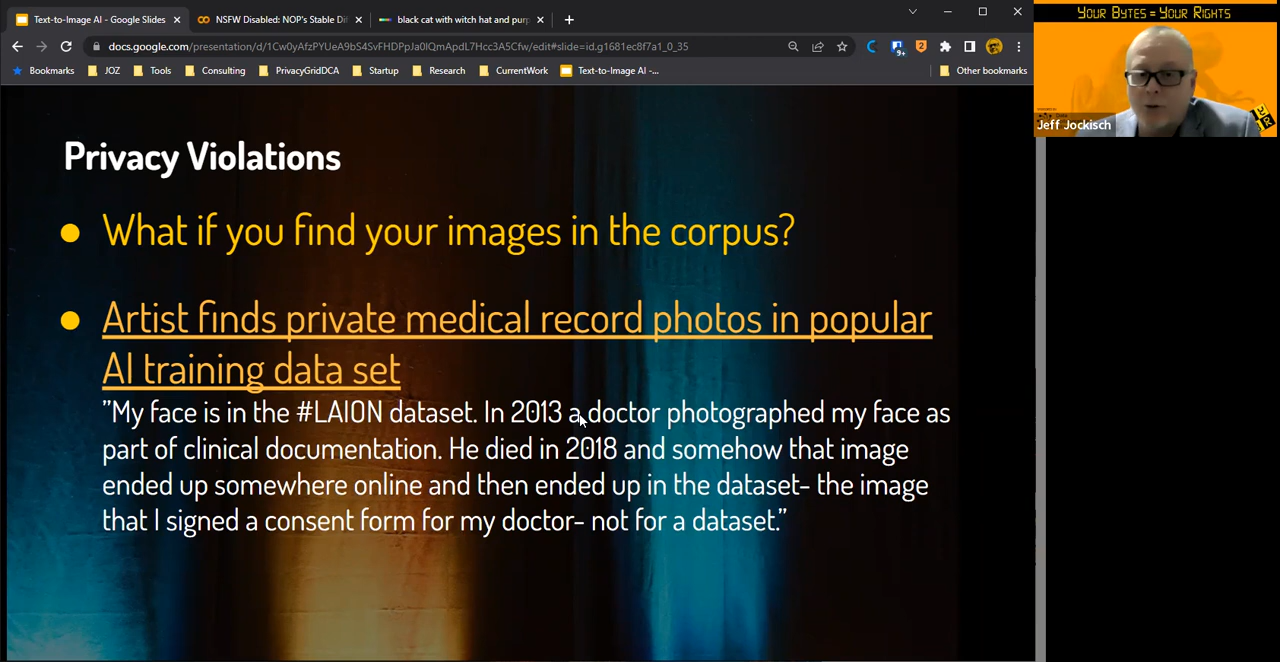 Text-to-Image AI - Google Slides
NSFW Disabled: NOP's Stable Dif
black cat with witch hat and purp
YOUR BYTES = YOUR RIGHTS
docs.google.com/presentation/d/1Cw0yAfzPYUeA9bS4SvFHDPpJa0lQmApdL7Hcc3A5Cfw/edit#slide=id.g1681ec8f7a1_0_35
9+
2
Bookmarks
JOZ
Tools
Consulting
PrivacyGridDCA
Startup
Research
CurrentWork
Text-to-Image AI -...
Other bookmarks
Jeff Jockisch
Privacy Violations
What if you find your images in the corpus?
Artist finds private medical record photos in popular
AI training data set
"My face is in the #LAION dataset. In 2013 a doctor photographed my face as
part of clinical documentation. He died in 2018 and somehow that image
ended up somewhere online and then ended up in the dataset- the image
that I signed a consent form for my doctor- not for a dataset."